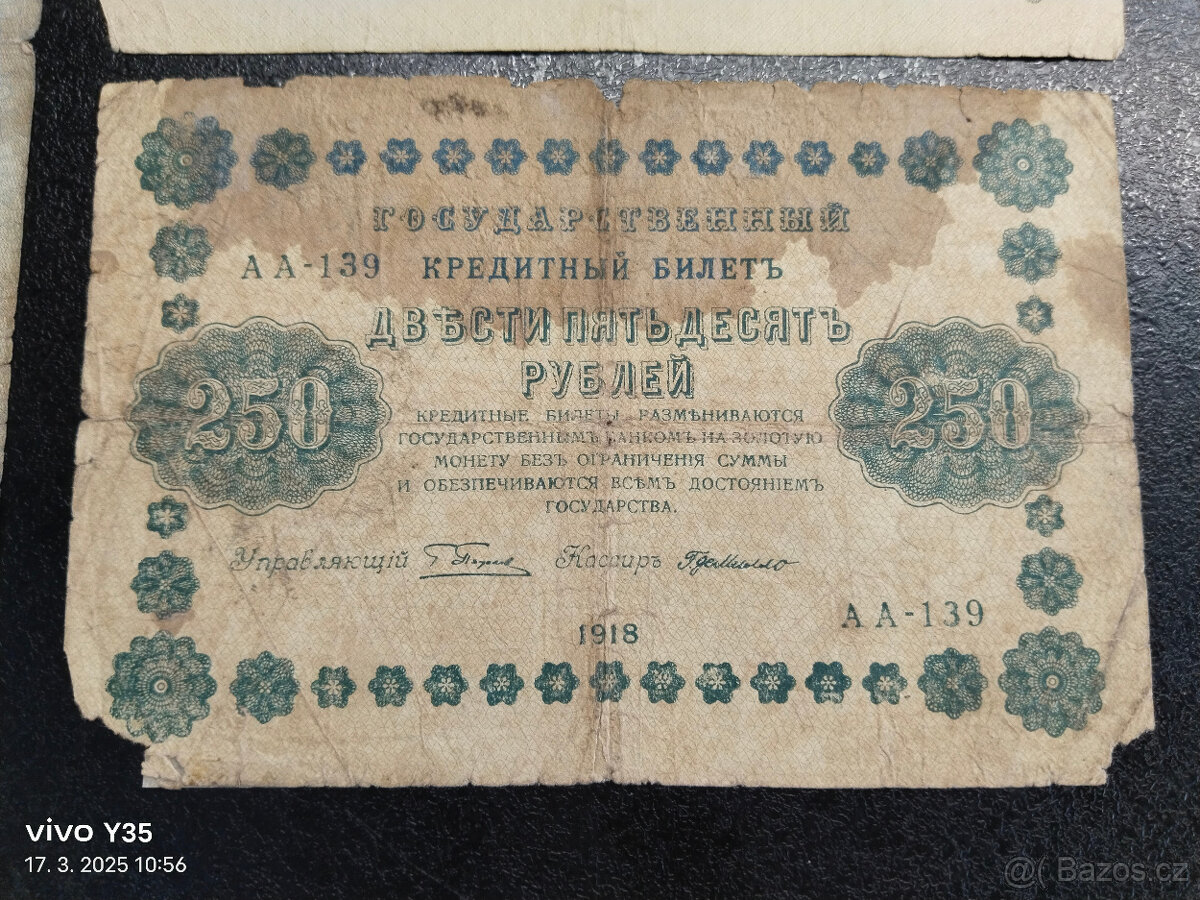 ГОСУДАРСТВЕННЫЙ
АА-139 КРЕДИТНЫЙ БИЛЕТЪ
ДВѢСТИ ПЯТЬДЕСЯТЪ
РУБЛЕЙ
250
250
КРЕДИТНЫЕ БИЛЕТЫ РАЗМѢНИВАЮТСЯ
ГОСУДАРСТВЕННЫМЪ БАНКОМЪ НА ЗОЛОТУЮ
МОНЕТУ БЕЗЪ ОГРАНИЧЕНІЯ СУММЫ
И ОБЕЗПЕЧИВАЮТСЯ ВСѢМЪ ДОСТОЯНІЕМЪ
ГОСУДАРСТВА.
Управляющій Кассиръ
АА-139
1918
vivo Y35
17. 3. 2025 10:56
@( Bazos.cz